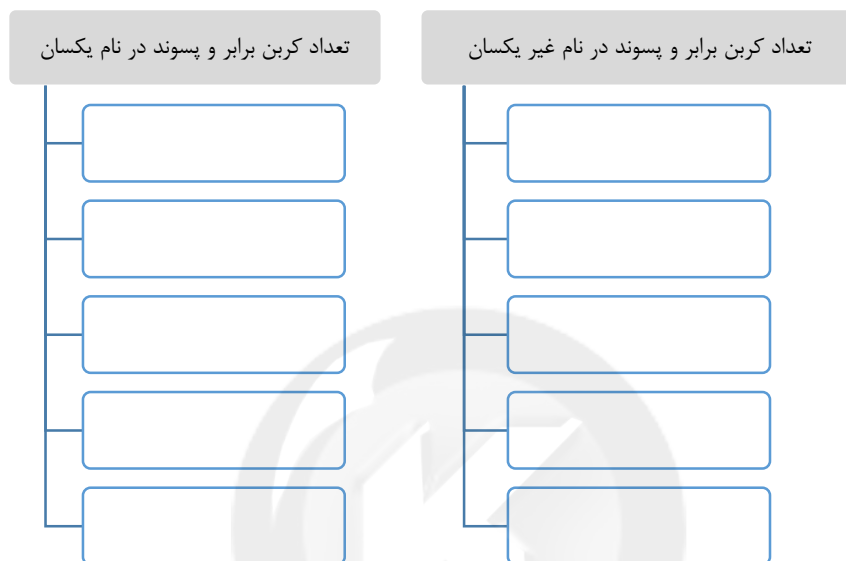 تعداد کربن برابر و پسوند در نام غیر یکسان
تعداد کربن برابر و پسوند در نام یکسان